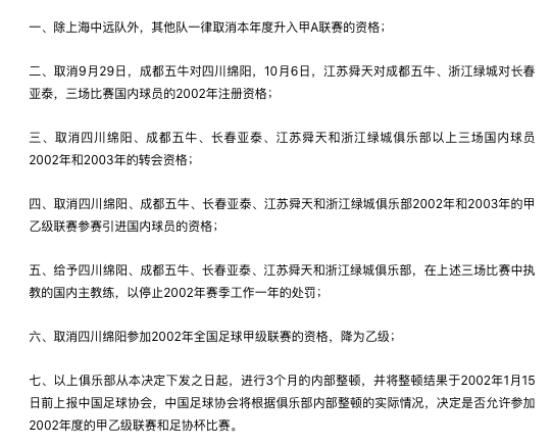 一、除上海中远队外，其他队一律取消本年度升入甲A联赛的资格；
二、取消9月29日，成都五牛对四川绵阳，10月6日，江苏舜天对成都五牛、浙江绿城对长春
亚泰，三场比赛国内球员的2002年注册资格；
三、取消四川绵阳、成都五牛、长春亚泰、江苏舜天和浙江绿城俱乐部以上三场国内球员
2002年和2003年的转会资格；
四、取消四川绵阳、成都五牛、长春亚泰、江苏舜天和浙江绿城俱乐部2002年和2003年的甲
乙级联赛参赛引进国内球员的资格；
五、给予四川绵阳、成都五牛、长春亚泰、江苏舜天和浙江绿城俱乐部，在上述三场比赛中执
教的国内主教练，以停止2002年赛季工作一年的处罚；
六、取消四川绵阳参加2002年全国足球甲级联赛的资格，降为乙级；
七、以上俱乐部从本决定下发之日起，进行3个月的内部整顿，并将整顿结果于2002年1月15
日前上报中国足球协会，中国足球协会将根据俱乐部内部整顿的实际情况，决定是否允许参加
2002年度的甲乙级联赛和足协杯比赛。